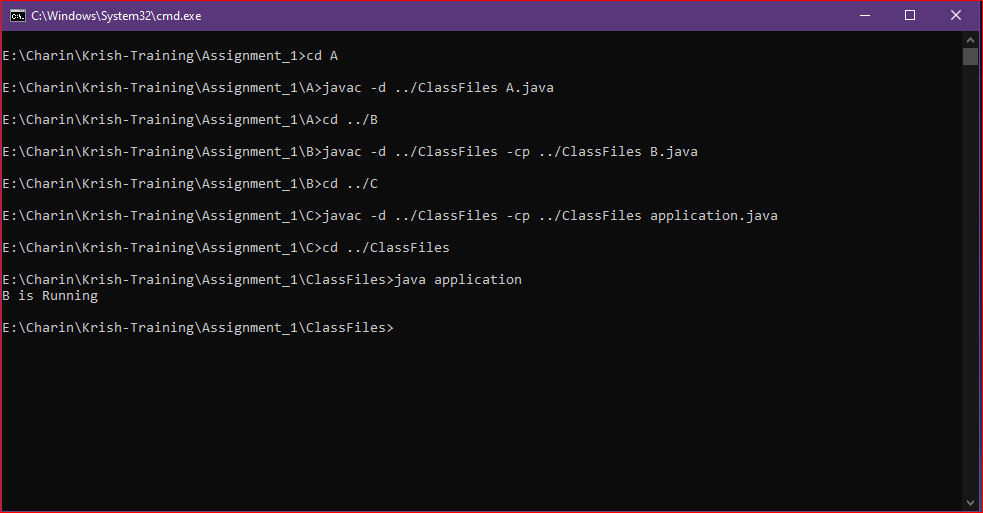 C:\Windows\System32\cmd.exe
E:\Charin\Krish-Training\Assignment_1>cd A
E:\Charin\Krish-Training\Assignment_1\A>javac -d ../ClassFiles A.java
E:\Charin\Krish-Training\Assignment_1\A>cd ../B
E:\Charin\Krish-Training\Assignment_1\B>javac -d ../ClassFiles -cp ../ClassFiles B.java
E:\Charin\Krish-Training\Assignment_1\B>cd ../C
E:\Charin\Krish-Training\Assignment_1\C>javac -d ../ClassFiles -cp ../ClassFiles application.java
E:\Charin\Krish-Training\Assignment_1\C>cd ../ClassFiles
E:\Charin\Krish-Training\Assignment_1\ClassFiles>java application
B is Running
E:\Charin\Krish-Training\Assignment_1\ClassFiles>